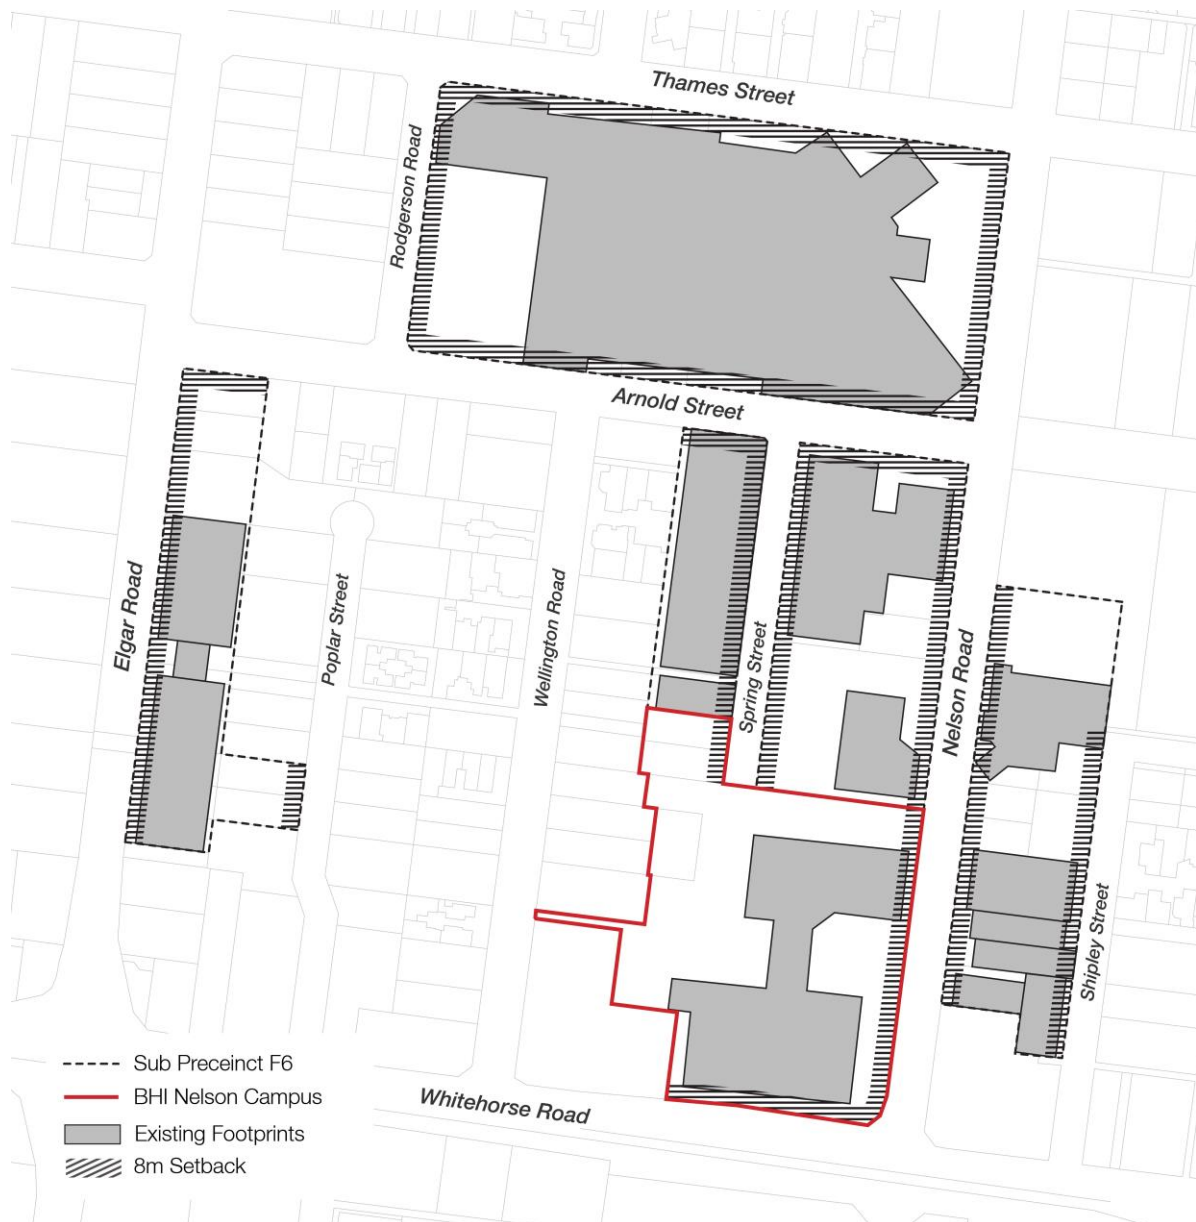 Thames Street
Rodgerson Road
Arnold Street
Elgar Road
Poplar Street
Wellington Road
Spring Street
Nelson Road
Shipley Street
Whitehorse Road
Sub Preceinct F6
BHI Nelson Campus
Existing Footprints
8m Setback